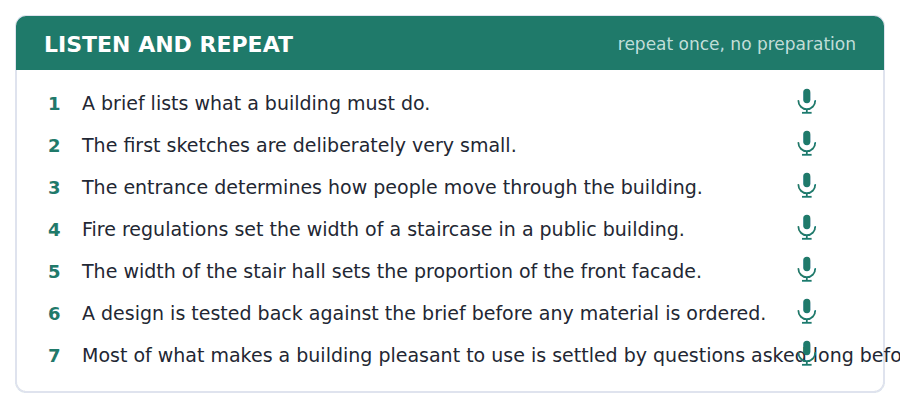 LISTEN AND REPEAT repeat once, no preparation
1 A brief lists what a building must do.
2 The first sketches are deliberately very small.
3 The entrance determines how people move through the building.
4 Fire regulations set the width of a staircase in a public building.
5 The width of the stair hall sets the proportion of the front facade.
6 A design is tested back against the brief before any material is ordered.
7 Most of what makes a building pleasant to use is settled by questions asked long